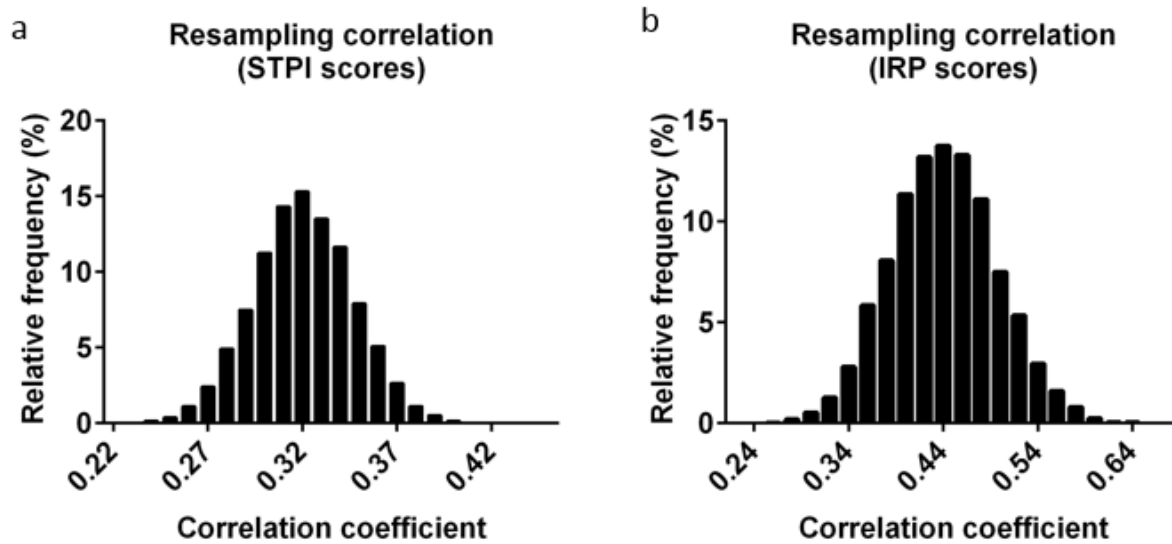 a
Resampling correlation
(STPI scores)
Relative frequency (%)
20
15
10
5
0
0.22
0.27
0.32
0.37
0.42
Correlation coefficient
b
Resampling correlation
(IRP scores)
Relative frequency (%)
15
10
5
0
0.24
0.34
0.44
0.54
0.64
Correlation coefficient